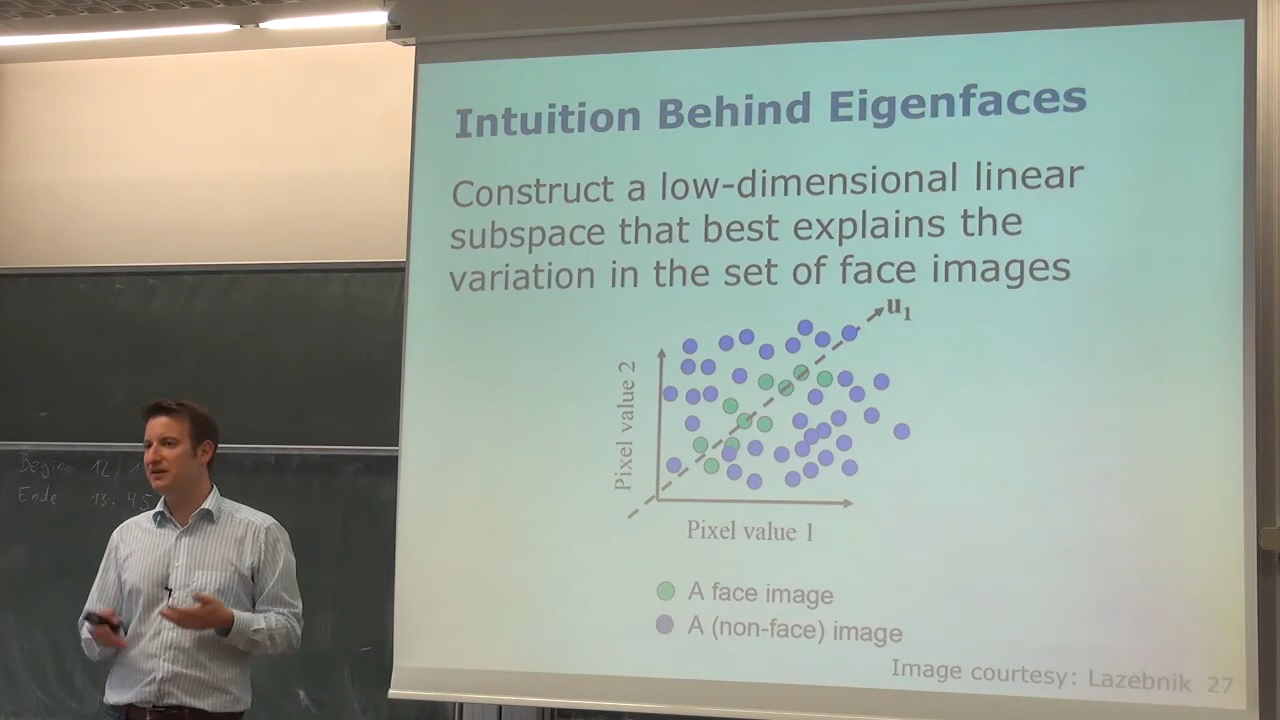 Intuition Behind Eigenfaces
Construct a low-dimensional linear
subspace that best explains the
variation in the set of face images
u1
Pixel value 2
Pixel value 1
A face image
A (non-face) image
Image courtesy: Lazebnik 27
Begin 12
Ende 13:45